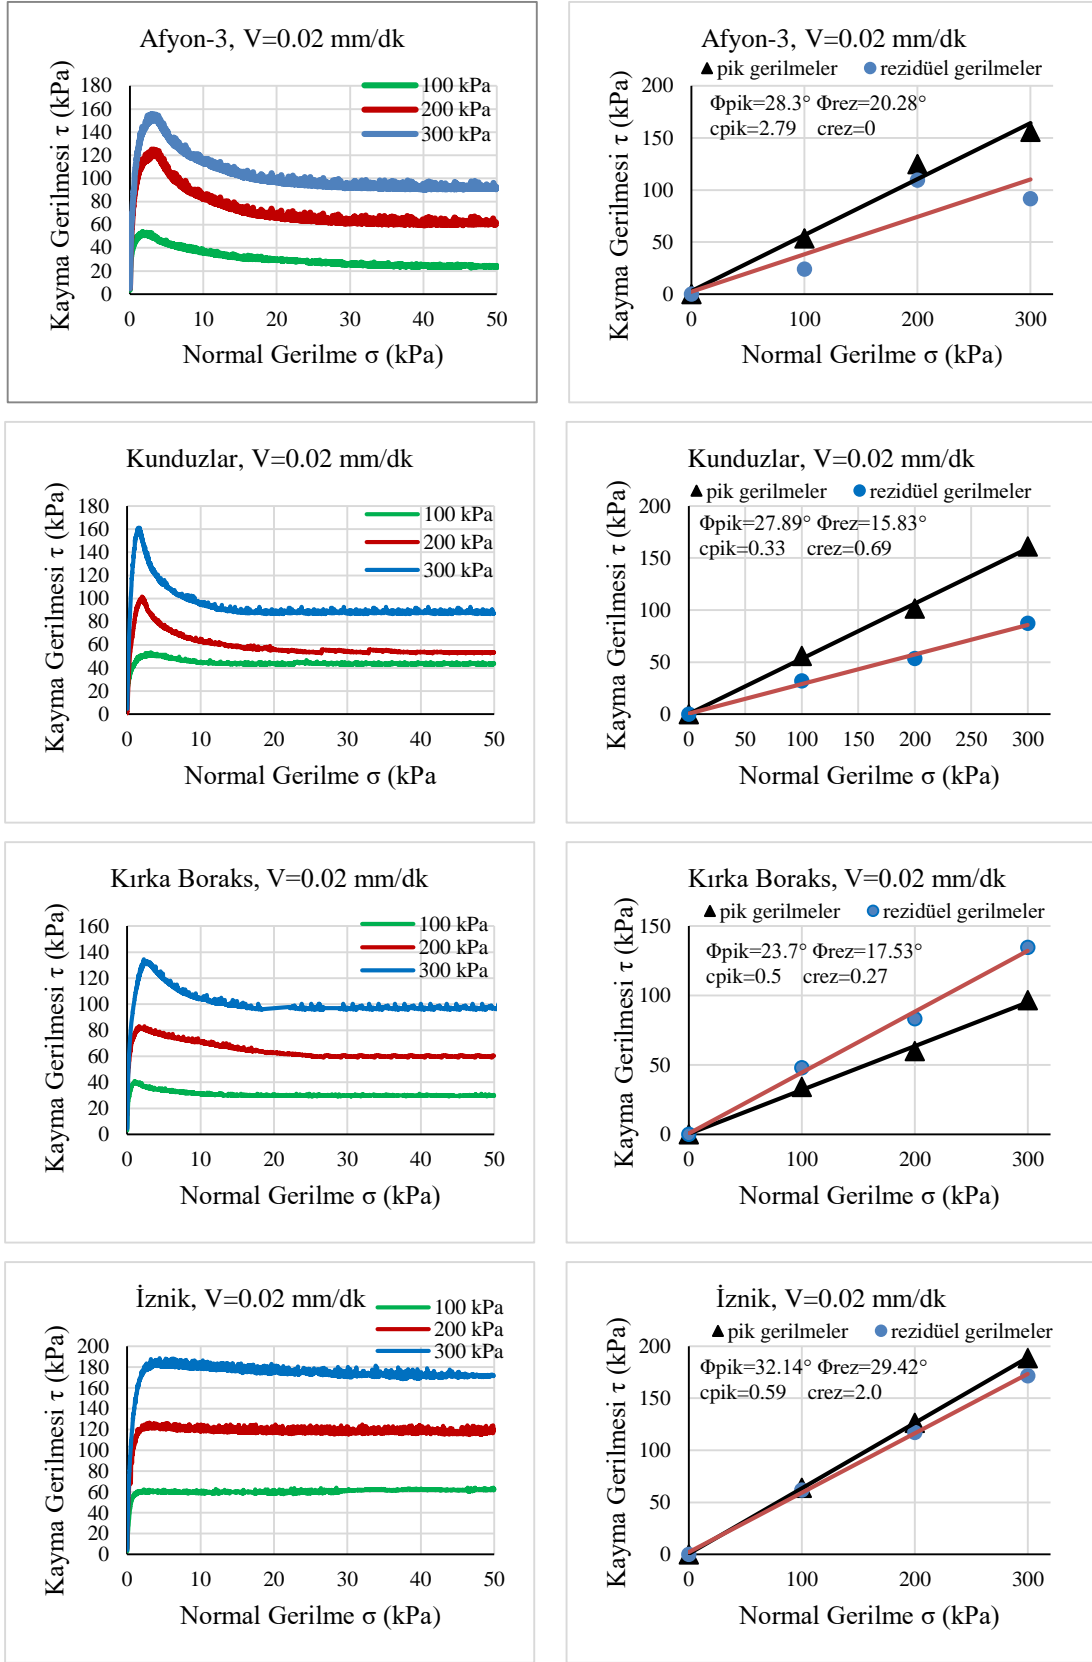 Afyon-3, V=0.02 mm/dk
Kayma Gerilmesi τ (kPa)
180
160
140
120
100
80
60
40
20
0
100 kPa
200 kPa
300 kPa
0 10 20 30 40 50
Normal Gerilme σ (kPa)
Afyon-3, V=0.02 mm/dk
pik gerilmeler rezidüel gerilmeler
Kayma Gerilmesi τ (kPa)
200
150
100
50
0
Φpik=28.3° Φrez=20.28°
cpik=2.79 crez=0
0 100 200 300
Normal Gerilme σ (kPa)
Kunduzlar, V=0.02 mm/dk
Kayma Gerilmesi τ (kPa)
180
160
140
120
100
80
60
40
20
0
100 kPa
200 kPa
300 kPa
0 10 20 30 40 50
Normal Gerilme σ (kPa
Kunduzlar, V=0.02 mm/dk
pik gerilmeler rezidüel gerilmeler
Kayma Gerilmesi τ (kPa)
200
150
100
50
0
Φpik=27.89° Φrez=15.83°
cpik=0.33 crez=0.69
0 50 100 150 200 250 300
Normal Gerilme σ (kPa)
Kırka Boraks, V=0.02 mm/dk
Kayma Gerilmesi τ (kPa)
180
160
140
120
100
80
60
40
20
0
100 kPa
200 kPa
300 kPa
0 10 20 30 40 50
Normal Gerilme σ (kPa)
Kırka Boraks, V=0.02 mm/dk
pik gerilmeler rezidüel gerilmeler
Kayma Gerilmesi τ (kPa)
150
100
50
0
Φpik=23.7° Φrez=17.53°
cpik=0.5 crez=0.27
0 100 200 300
Normal Gerilme σ (kPa)
İznik, V=0.02 mm/dk
Kayma Gerilmesi τ (kPa)
200
180
160
140
120
100
80
60
40
20
0
100 kPa
200 kPa
300 kPa
0 10 20 30 40 50
Normal Gerilme σ (kPa)
İznik, V=0.02 mm/dk
pik gerilmeler rezidüel gerilmeler
Kayma Gerilmesi τ (kPa)
200
150
100
50
0
Φpik=32.14° Φrez=29.42°
cpik=0.59 crez=2.0
0 100 200 300
Normal Gerilme σ (kPa)